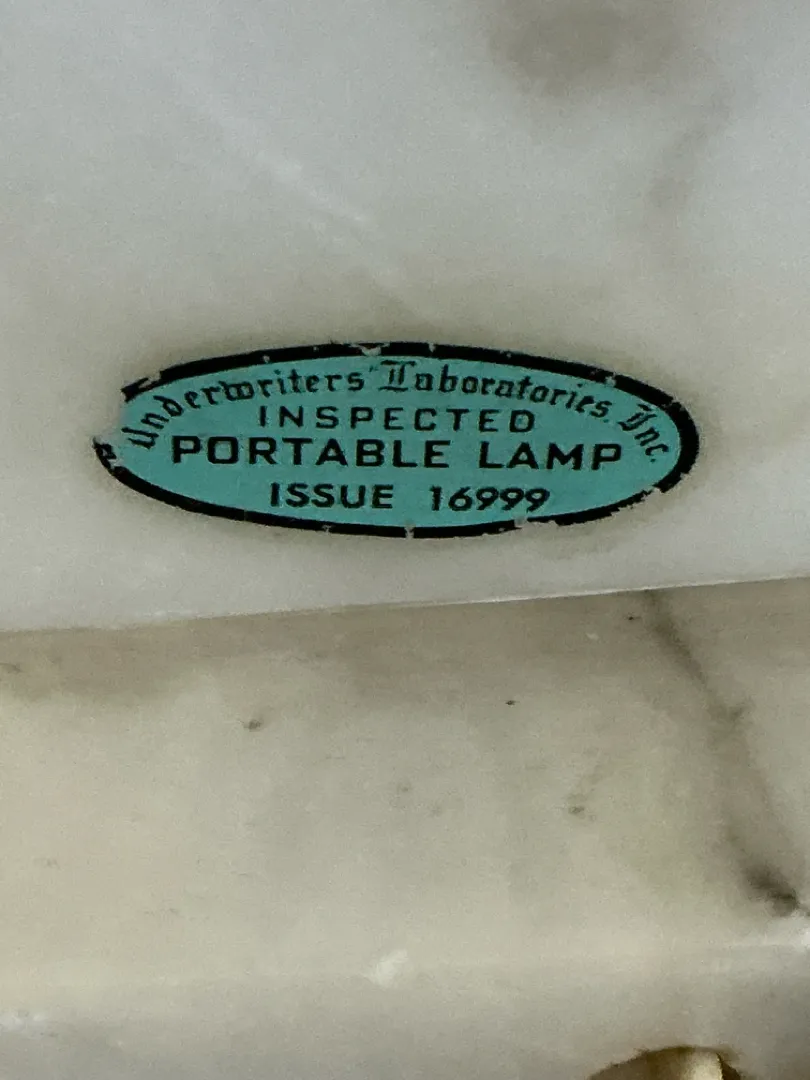 Underwriters' Laboratories, Inc.
INSPECTED
PORTABLE LAMP
ISSUE 16999